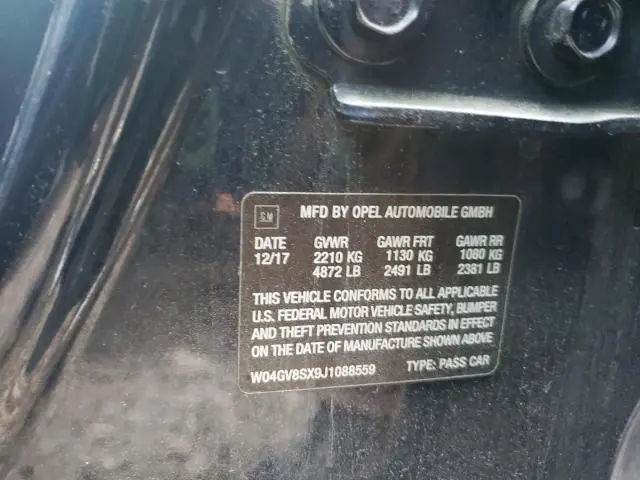 GM MFD BY OPEL AUTOMOBILE GMBH
DATE GVWR GAWR FRT GAWR RR
12/17 2210 KG 1130 KG 1080 KG
4872 LB 2491 LB 2381 LB
THIS VEHICLE CONFORMS TO ALL APPLICABLE
U.S. FEDERAL MOTOR VEHICLE SAFETY, BUMPER
AND THEFT PREVENTION STANDARDS IN EFFECT
ON THE DATE OF MANUFACTURE SHOWN ABOVE
W04GV8SX9J1088559 TYPE: PASS CAR